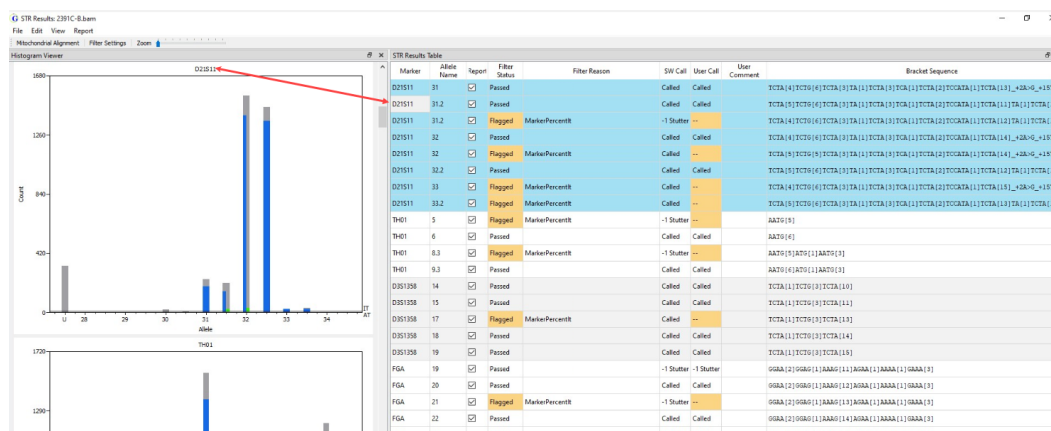 STR Results: 2391C-B.bam
File Edit View Report
Mitochondrial Alignment Filter Settings Zoom
Histogram Viewer
D21S11
1680
1260
840
420
0
Count
U 28 29 30 31 32 33 34
IT
AT
Allele
TH01
1720
1290
STR Results Table
Marker Allele Name Report Filter Status Filter Reason SW Call User Call User Comment Bracket Sequence
D21S11 31 Passed Called Called TCTA[4]TCTG[6]TCTA[3]TA[1]TCTA[3]TCA[1]TCTA[2]TCCATA[1]TCTA[13]_+2A>G_+15
D21S11 31.2 Passed Called Called TCTA[5]TCTG[6]TCTA[3]TA[1]TCTA[3]TCA[1]TCTA[2]TCCATA[1]TCTA[11]TA[1]TCTA[
D21S11 31.2 Flagged MarkerPercentIt -1 Stutter -- TCTA[4]TCTG[6]TCTA[3]TA[1]TCTA[3]TCA[1]TCTA[2]TCCATA[1]TCTA[12]TA[1]TCTA[
D21S11 32 Passed Called Called TCTA[4]TCTG[6]TCTA[3]TA[1]TCTA[3]TCA[1]TCTA[2]TCCATA[1]TCTA[14]_+2A>G_+15
D21S11 32 Flagged MarkerPercentIt Called -- TCTA[5]TCTG[5]TCTA[3]TA[1]TCTA[3]TCA[1]TCTA[2]TCCATA[1]TCTA[14]_+2A>G_+15
D21S11 32.2 Passed Called Called TCTA[5]TCTG[6]TCTA[3]TA[1]TCTA[3]TCA[1]TCTA[2]TCCATA[1]TCTA[12]TA[1]TCTA[
D21S11 33 Flagged MarkerPercentIt Called -- TCTA[4]TCTG[6]TCTA[3]TA[1]TCTA[3]TCA[1]TCTA[2]TCCATA[1]TCTA[15]_+2A>G_+15
D21S11 33.2 Flagged MarkerPercentIt Called -- TCTA[5]TCTG[6]TCTA[3]TA[1]TCTA[3]TCA[1]TCTA[2]TCCATA[1]TCTA[13]TA[1]TCTA[
TH01 5 Flagged MarkerPercentIt -1 Stutter -- AATG[5]
TH01 6 Passed Called Called AATG[6]
TH01 8.3 Flagged MarkerPercentIt -1 Stutter -- AATG[5]ATG[1]AATG[3]
TH01 9.3 Passed Called Called AATG[6]ATG[1]AATG[3]
D3S1358 14 Passed Called Called TCTA[1]TCTG[3]TCTA[10]
D3S1358 15 Passed Called Called TCTA[1]TCTG[3]TCTA[11]
D3S1358 17 Flagged MarkerPercentIt -1 Stutter -- TCTA[1]TCTG[3]TCTA[13]
D3S1358 18 Passed Called Called TCTA[1]TCTG[3]TCTA[14]
D3S1358 19 Passed Called Called TCTA[1]TCTG[3]TCTA[15]
FGA 19 Passed -1 Stutter -1 Stutter GGAA[2]GGAG[1]AAAG[11]AGAA[1]AAAA[1]GAAA[3]
FGA 20 Passed Called Called GGAA[2]GGAG[1]AAAG[12]AGAA[1]AAAA[1]GAAA[3]
FGA 21 Flagged MarkerPercentIt -1 Stutter -- GGAA[2]GGAG[1]AAAG[13]AGAA[1]AAAA[1]GAAA[3]
FGA 22 Passed Called Called GGAA[2]GGAG[1]AAAG[14]AGAA[1]AAAA[1]GAAA[3]